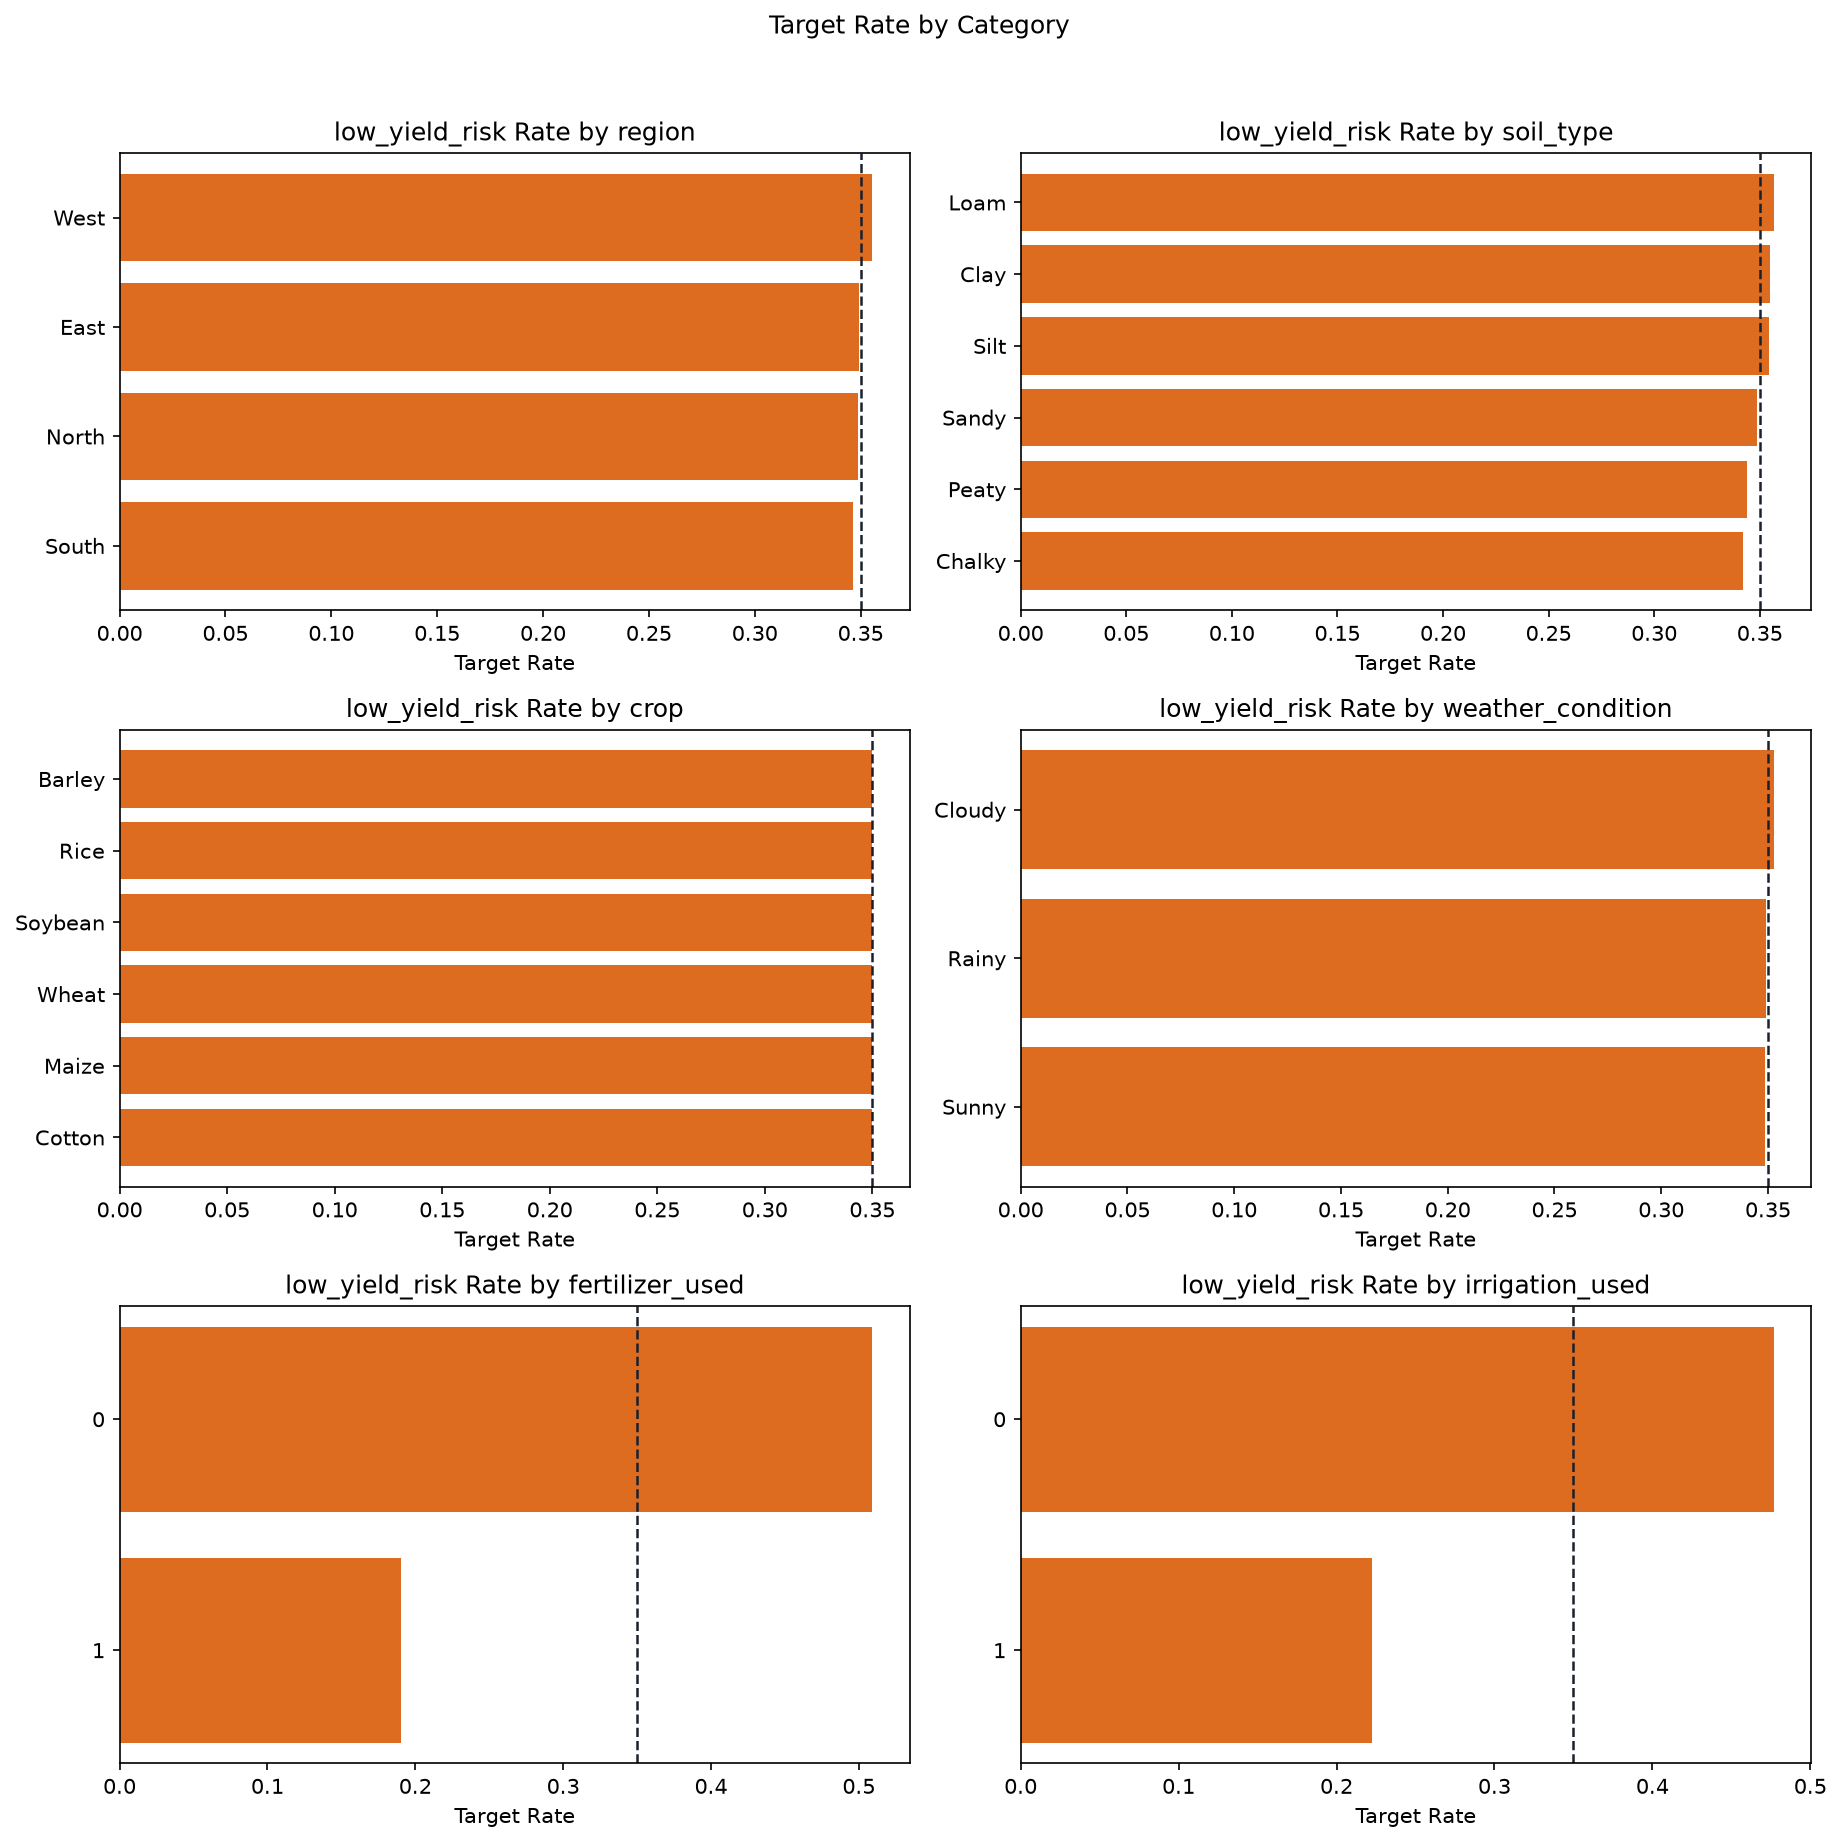 Target Rate by Category
low_yield_risk Rate by region
West
East
North
South
0.00 0.05 0.10 0.15 0.20 0.25 0.30 0.35
Target Rate
low_yield_risk Rate by soil_type
Loam
Clay
Silt
Sandy
Peaty
Chalky
0.00 0.05 0.10 0.15 0.20 0.25 0.30 0.35
Target Rate
low_yield_risk Rate by crop
Barley
Rice
Soybean
Wheat
Maize
Cotton
0.00 0.05 0.10 0.15 0.20 0.25 0.30 0.35
Target Rate
low_yield_risk Rate by weather_condition
Cloudy
Rainy
Sunny
0.00 0.05 0.10 0.15 0.20 0.25 0.30 0.35
Target Rate
low_yield_risk Rate by fertilizer_used
0
1
0.0 0.1 0.2 0.3 0.4 0.5
Target Rate
low_yield_risk Rate by irrigation_used
0
1
0.0 0.1 0.2 0.3 0.4 0.5
Target Rate